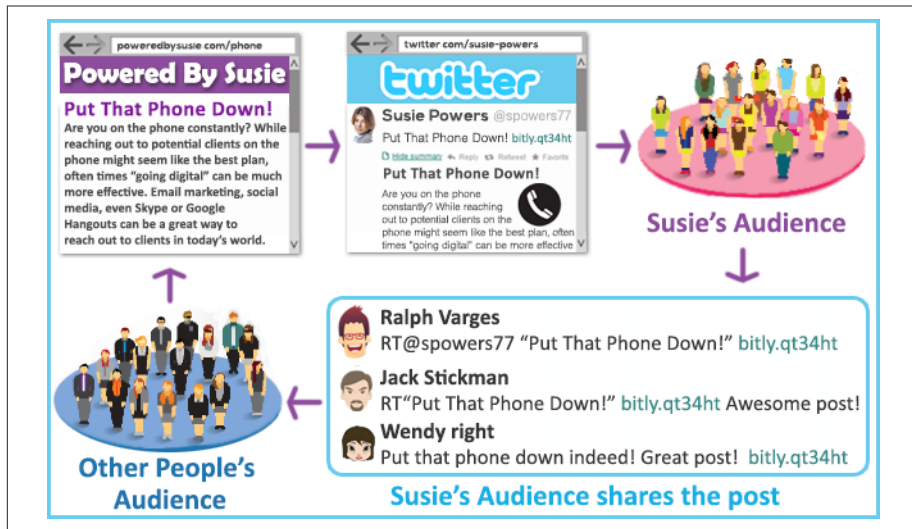 poweredbysusie com/phone
Powered By Susie
Put That Phone Down!
Are you on the phone constantly? While
reaching out to potential clients on the
phone might seem like the best plan,
often times "going digital" can be much
more effective. Email marketing, social
media, even Skype or Google
Hangouts can be a great way to
reach out to clients in today's world.
twitter com/susie-powers
twitter
Susie Powers @spowers77
Put That Phone Down! bitly.qt34ht
Hide summary Reply Retweet Favorite
Put That Phone Down!
Are you on the phone
constantly? While reaching
out to potential clients on the
phone might seem like the best plan, often
times "going digital" can be more effective
Susie's Audience
Ralph Varges
RT@spowers77 "Put That Phone Down!" bitly.qt34ht
Jack Stickman
RT"Put That Phone Down!" bitly.qt34ht Awesome post!
Wendy right
Put that phone down indeed! Great post! bitly.qt34ht
Susie's Audience shares the post
Other People's
Audience